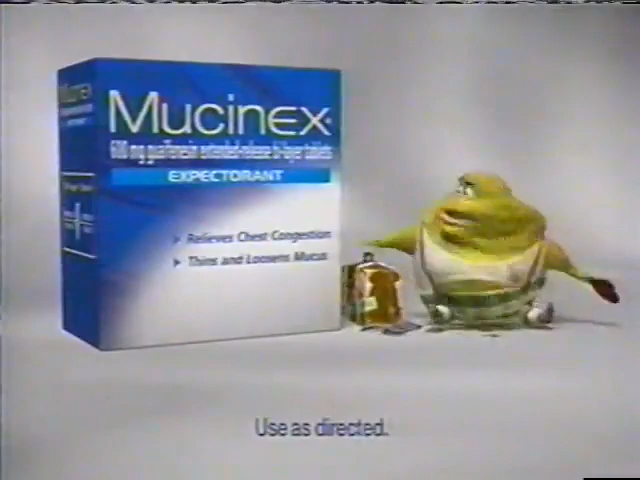 Mucinex
600 mg guaifenesin extended-release bi-layer tablets
EXPECTORANT
Relieves Chest Congestion
Thins and Loosens Mucus
Mucinex
Use as directed.